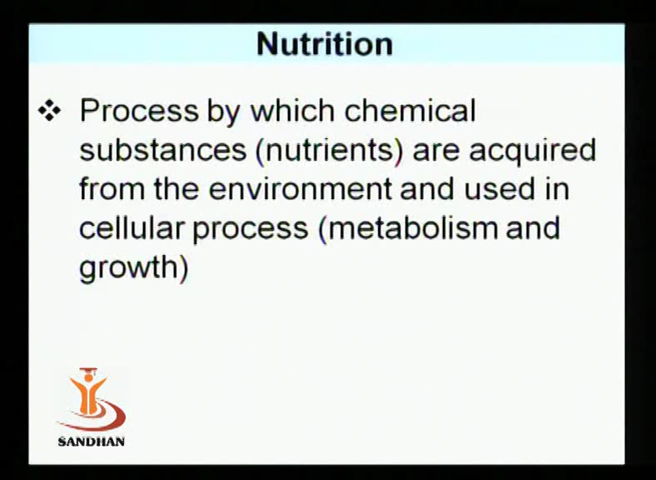 Nutrition
❖ Process by which chemical
substances (nutrients) are acquired
from the environment and used in
cellular process (metabolism and
growth)
SANDHAN